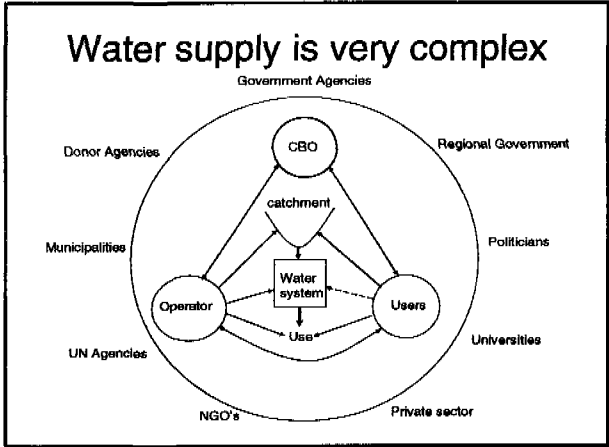 Water supply is very complex
Government Agencies
Donor Agencies
CBO
Regional Government
catchment
Municipalities
Politicians
Water
system
Operator
Users
Use
UN Agencies
Universities
NGO's
Private sector